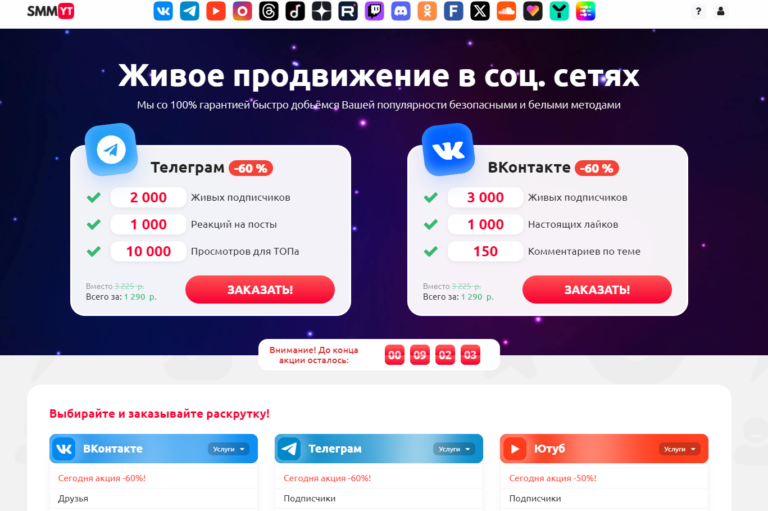 SMMYT
?
Живое продвижение в соц. сетях
Мы со 100% гарантией быстро добьёмся Вашей популярности безопасными и белыми методами
Телеграм -60 %
2 000 Живых подписчиков
1 000 Реакций на посты
10 000 Просмотров для ТОПа
Вместо 3 225 р.
Всего за: 1 290 р.
ЗАКАЗАТЬ!
ВКонтакте -60 %
3 000 Живых подписчиков
1 000 Настоящих лайков
150 Комментариев по теме
Вместо 3 225 р.
Всего за: 1 290 р.
ЗАКАЗАТЬ!
Внимание! До конца
акции осталось:
00 09 02 03
Выбирайте и заказывайте раскрутку!
ВКонтакте Услуги
Сегодня акция -60%!
Друзья
Телеграм Услуги
Сегодня акция -60%!
Подписчики
Ютуб Услуги
Сегодня акция -50%!
Подписчики